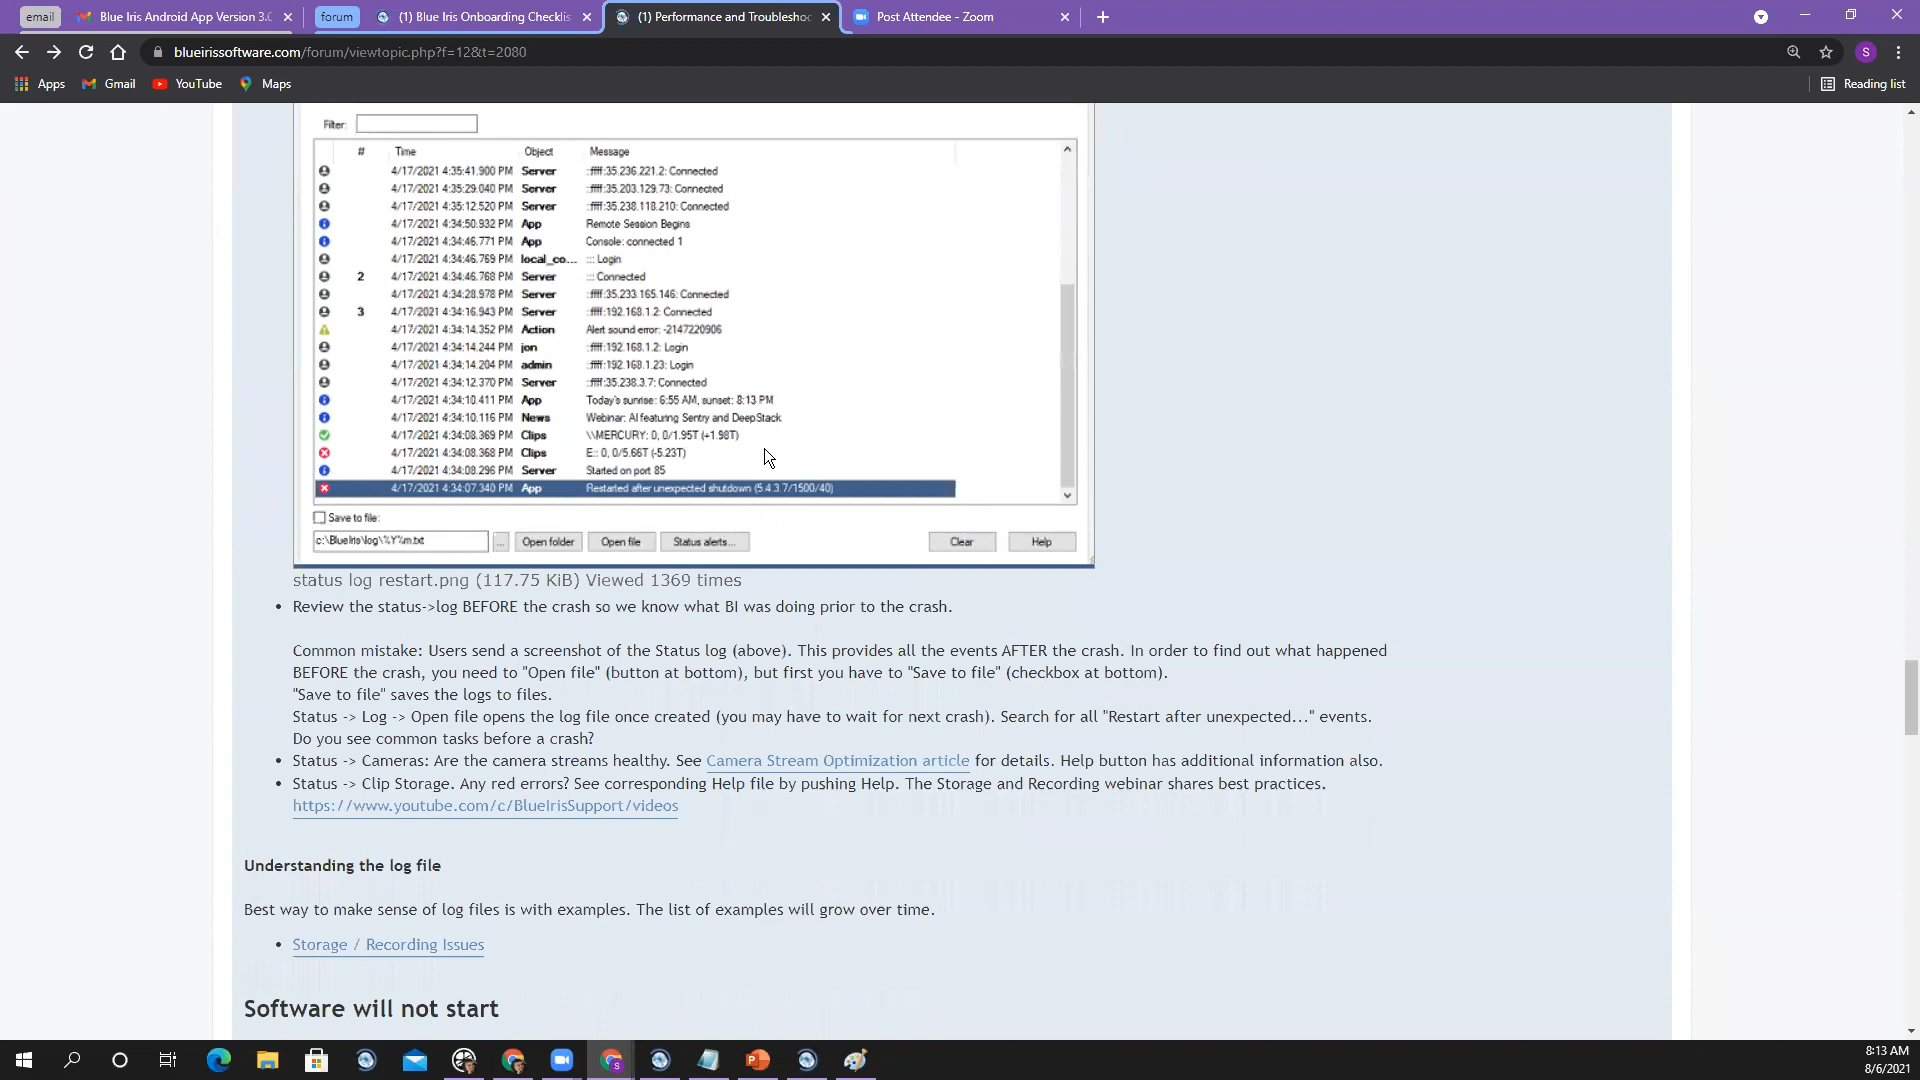 email
Blue Iris Android App Version 3.0
forum
(1) Blue Iris Onboarding Checklis
(1) Performance and Troubleshoo
Post Attendee - Zoom
blueirissoftware.com/forum/viewtopic.php?f=12&t=2080
S
Apps
Gmail
YouTube
Maps
Reading list
Filter:
# Time Object Message
4/17/2021 4:35:41.900 PM Server ::ffff:35.236.221.2: Connected
4/17/2021 4:35:29.040 PM Server ::ffff:35.203.129.73: Connected
4/17/2021 4:35:12.520 PM Server ::ffff:35.238.118.210: Connected
4/17/2021 4:34:50.932 PM App Remote Session Begins
4/17/2021 4:34:46.771 PM App Console: connected 1
4/17/2021 4:34:46.769 PM local_co... ::: Login
2 4/17/2021 4:34:46.768 PM Server ::: Connected
4/17/2021 4:34:28.978 PM Server ::ffff:35.233.165.146: Connected
3 4/17/2021 4:34:16.943 PM Server ::ffff:192.168.1.2: Connected
4/17/2021 4:34:14.352 PM Action Alert sound error: -2147220906
4/17/2021 4:34:14.244 PM jon ::ffff:192.168.1.2: Login
4/17/2021 4:34:14.204 PM admin ::ffff:192.168.1.23: Login
4/17/2021 4:34:12.370 PM Server ::ffff:35.238.3.7: Connected
4/17/2021 4:34:10.411 PM App Today's sunrise: 6:55 AM, sunset: 8:13 PM
4/17/2021 4:34:10.116 PM News Webinar: AI featuring Sentry and DeepStack
4/17/2021 4:34:08.369 PM Clips \\MERCURY: 0, 0/1.95T (+1.98T)
4/17/2021 4:34:08.368 PM Clips E:: 0, 0/5.66T (-5.23T)
4/17/2021 4:34:08.296 PM Server Started on port 85
4/17/2021 4:34:07.340 PM App Restarted after unexpected shutdown (5.4.3.7/1500/40)
Save to file:
c:\BlueIris\log\%Y%m.txt ... Open folder Open file Status alerts... Clear Help
status log restart.png (117.75 KiB) Viewed 1369 times
• Review the status->log BEFORE the crash so we know what BI was doing prior to the crash.
Common mistake: Users send a screenshot of the Status log (above). This provides all the events AFTER the crash. In order to find out what happened
BEFORE the crash, you need to "Open file" (button at bottom), but first you have to "Save to file" (checkbox at bottom).
"Save to file" saves the logs to files.
Status -> Log -> Open file opens the log file once created (you may have to wait for next crash). Search for all "Restart after unexpected..." events.
Do you see common tasks before a crash?
• Status -> Cameras: Are the camera streams healthy. See Camera Stream Optimization article for details. Help button has additional information also.
• Status -> Clip Storage. Any red errors? See corresponding Help file by pushing Help. The Storage and Recording webinar shares best practices.
https://www.youtube.com/c/BlueIrisSupport/videos
Understanding the log file
Best way to make sense of log files is with examples. The list of examples will grow over time.
• Storage / Recording Issues
Software will not start
8:13 AM
8/6/2021